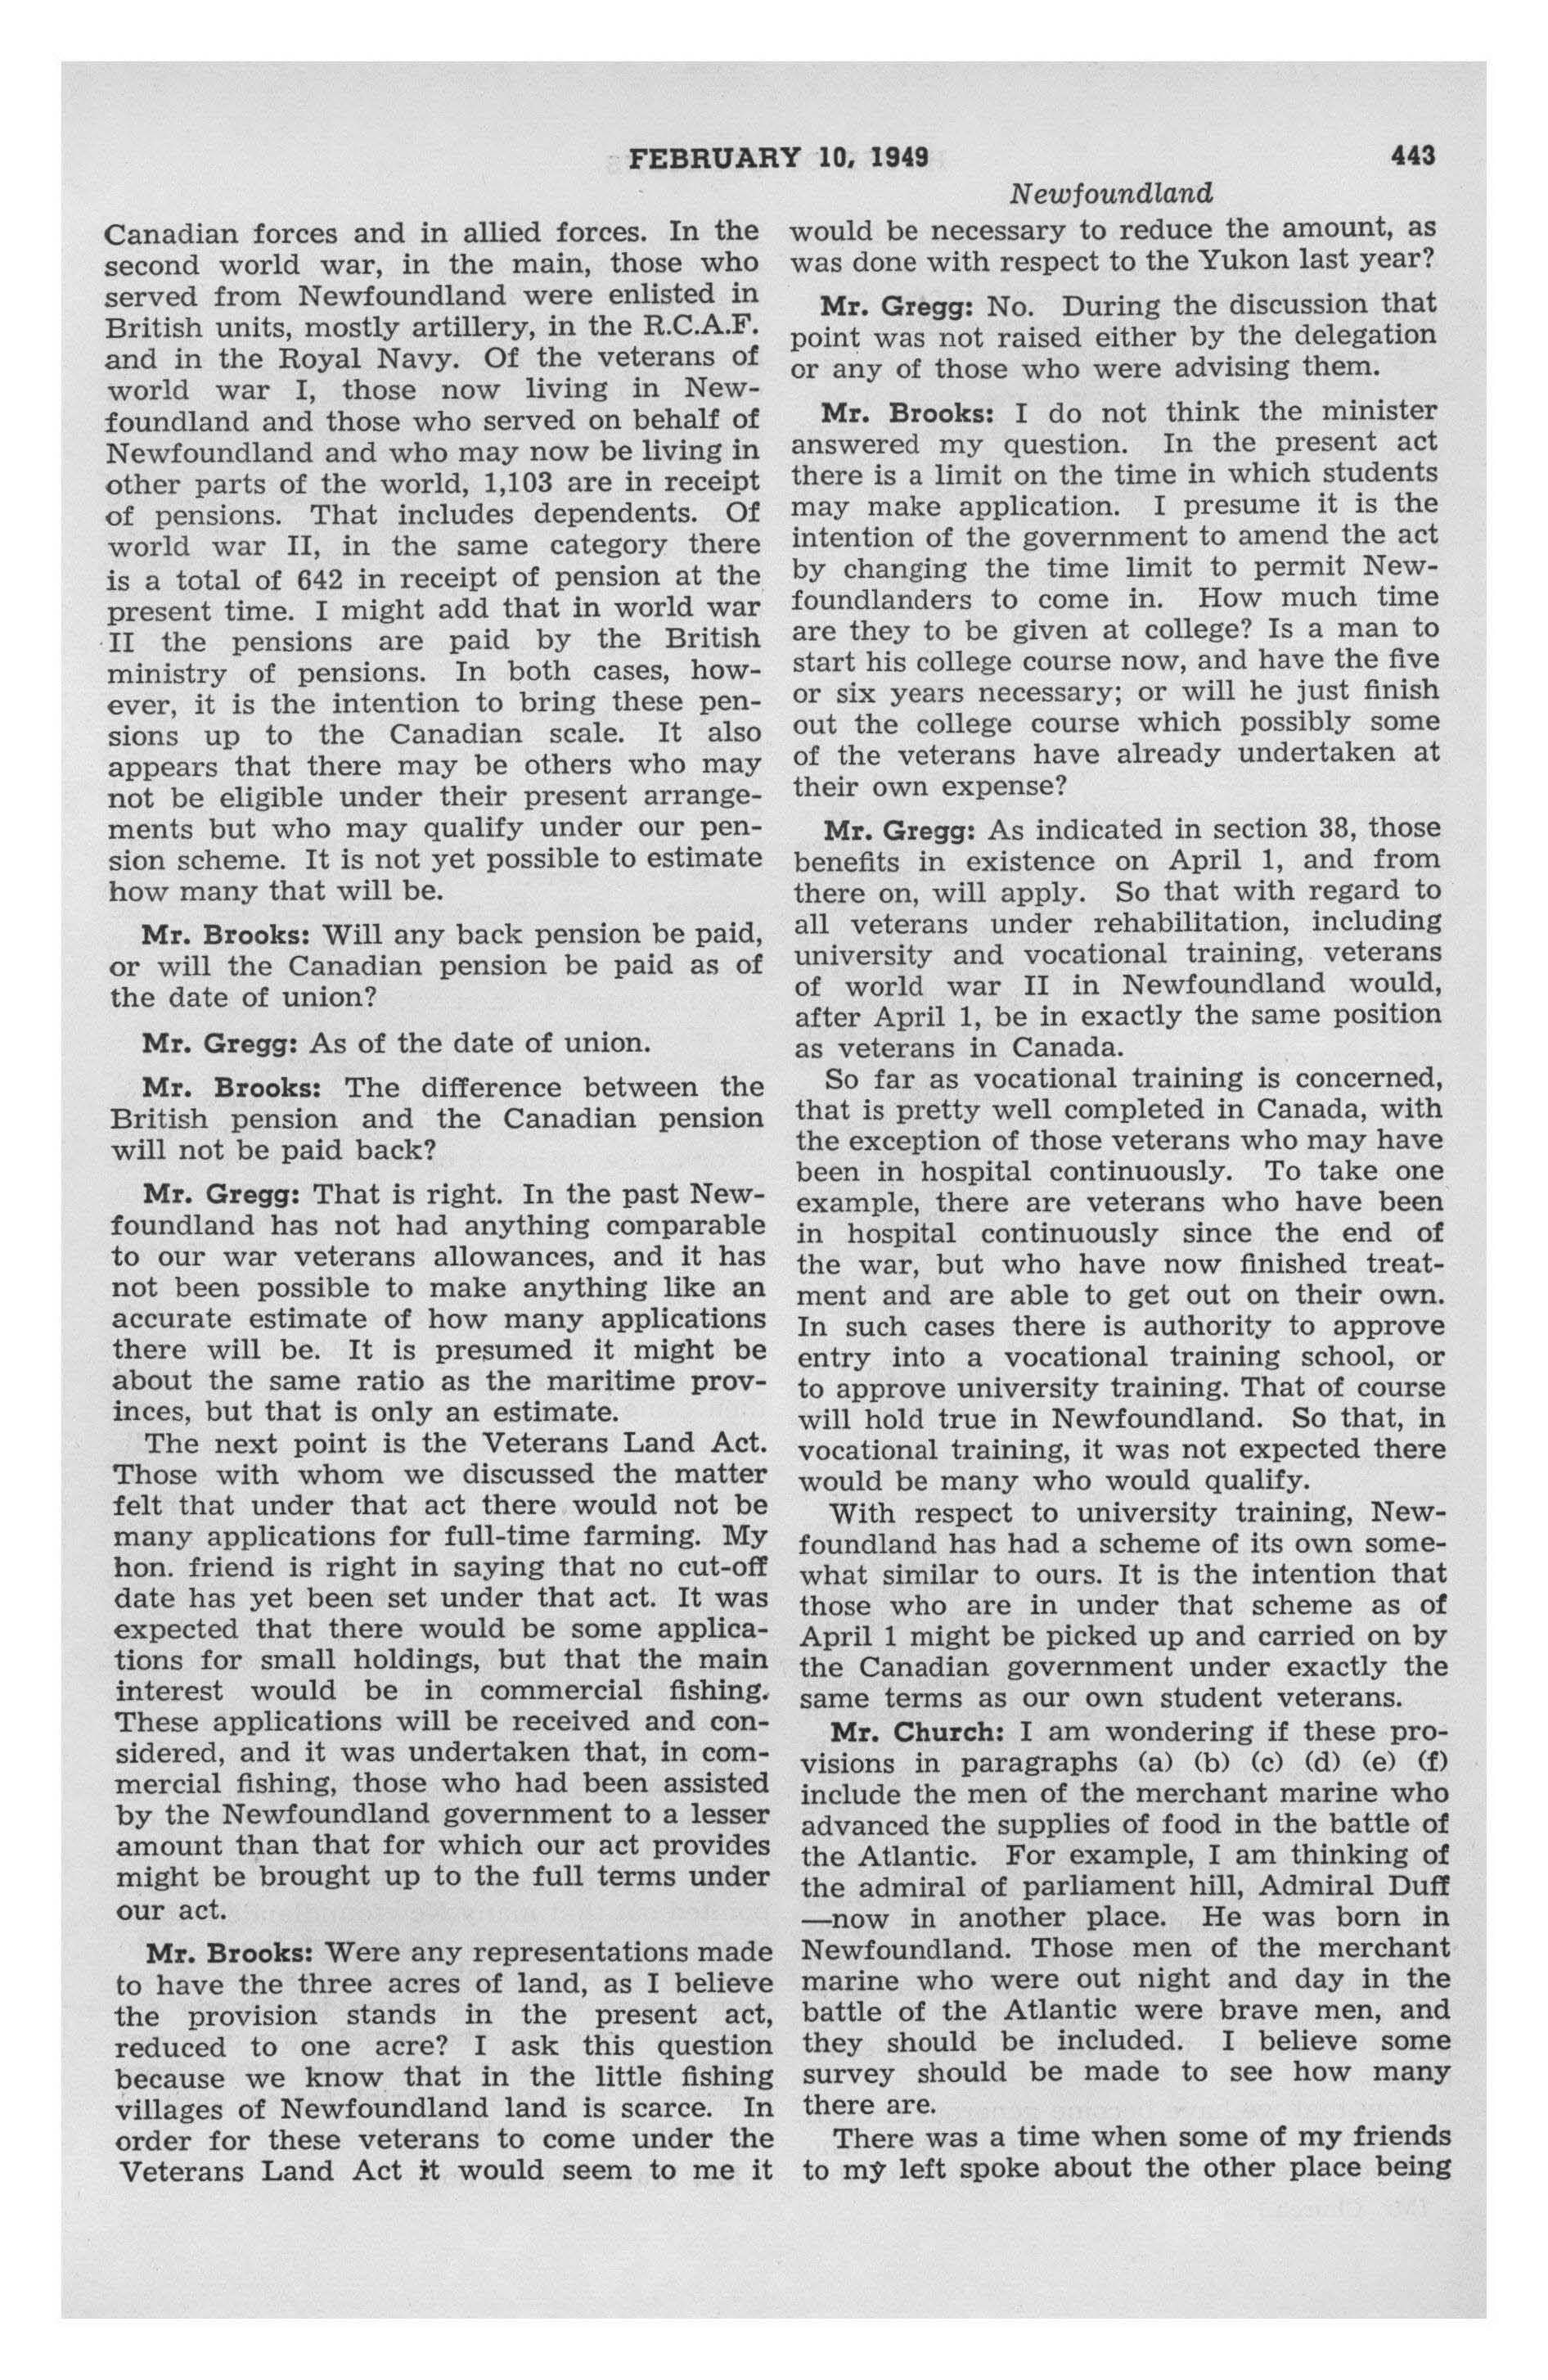 FEBRUARY 10, 1949 443
Newfoundland
Canadian forces and in allied forces. In the
second world war, in the main, those who
served from Newfoundland were enlisted in
British units, mostly artillery, in the R.C.A.F.
and in the Royal Navy. Of the veterans of
world war I, those now living in New-
foundland and those who served on behalf of
Newfoundland and who may now be living in
other parts of the world, 1,103 are in receipt
of pensions. That includes dependents. Of
world war II, in the same category there
is a total of 642 in receipt of pension at the
present time. I might add that in world war
II the pensions are paid by the British
ministry of pensions. In both cases, how-
ever, it is the intention to bring these pen-
sions up to the Canadian scale. It also
appears that there may be others who may
not be eligible under their present arrange-
ments but who may qualify under our pen-
sion scheme. It is not yet possible to estimate
how many that will be.
Mr. Brooks: Will any back pension be paid,
or will the Canadian pension be paid as of
the date of union?
Mr. Gregg: As of the date of union.
Mr. Brooks: The difference between the
British pension and the Canadian pension
will not be paid back?
Mr. Gregg: That is right. In the past New-
foundland has not had anything comparable
to our war veterans allowances, and it has
not been possible to make anything like an
accurate estimate of how many applications
there will be. It is presumed it might be
about the same ratio as the maritime prov-
inces, but that is only an estimate.
The next point is the Veterans Land Act.
Those with whom we discussed the matter
felt that under that act there would not be
many applications for full-time farming. My
hon. friend is right in saying that no cut-off
date has yet been set under that act. It was
expected that there would be some applica-
tions for small holdings, but that the main
interest would be in commercial fishing.
These applications will be received and con-
sidered, and it was undertaken that, in com-
mercial fishing, those who had been assisted
by the Newfoundland government to a lesser
amount than that for which our act provides
might be brought up to the full terms under
our act.
Mr. Brooks: Were any representations made
to have the three acres of land, as I believe
the provision stands in the present act,
reduced to one acre? I ask this question
because we know that in the little fishing
villages of Newfoundland land is scarce. In
order for these veterans to come under the
Veterans Land Act it would seem to me it
would be necessary to reduce the amount, as
was done with respect to the Yukon last year?
Mr. Gregg: No. During the discussion that
point was not raised either by the delegation
or any of those who were advising them.
Mr. Brooks: I do not think the minister
answered my question. In the present act
there is a limit on the time in which students
may make application. I presume it is the
intention of the government to amend the act
by changing the time limit to permit New-
foundlanders to come in. How much time
are they to be given at college? Is a man to
start his college course now, and have the five
or six years necessary; or will he just finish
out the college course which possibly some
of the veterans have already undertaken at
their own expense?
Mr. Gregg: As indicated in section 38, those
benefits in existence on April 1, and from
there on, will apply. So that with regard to
all veterans under rehabilitation, including
university and vocational training, veterans
of world war II in Newfoundland would,
after April 1, be in exactly the same position
as veterans in Canada.
So far as vocational training is concerned,
that is pretty well completed in Canada, with
the exception of those veterans who may have
been in hospital continuously. To take one
example, there are veterans who have been
in hospital continuously since the end of
the war, but who have now finished treat-
ment and are able to get out on their own.
In such cases there is authority to approve
entry into a vocational training school, or
to approve university training. That of course
will hold true in Newfoundland. So that, in
vocational training, it was not expected there
would be many who would qualify.
With respect to university training, New-
foundland has had a scheme of its own some-
what similar to ours. It is the intention that
those who are in under that scheme as of
April 1 might be picked up and carried on by
the Canadian government under exactly the
same terms as our own student veterans.
Mr. Church: I am wondering if these pro-
visions in paragraphs (a) (b) (c) (d) (e) (f)
include the men of the merchant marine who
advanced the supplies of food in the battle of
the Atlantic. For example, I am thinking of
the admiral of parliament hill, Admiral Duff
—now in another place. He was born in
Newfoundland. Those men of the merchant
marine who were out night and day in the
battle of the Atlantic were brave men, and
they should be included. I believe some
survey should be made to see how many
there are.
There was a time when some of my friends
to my left spoke about the other place being